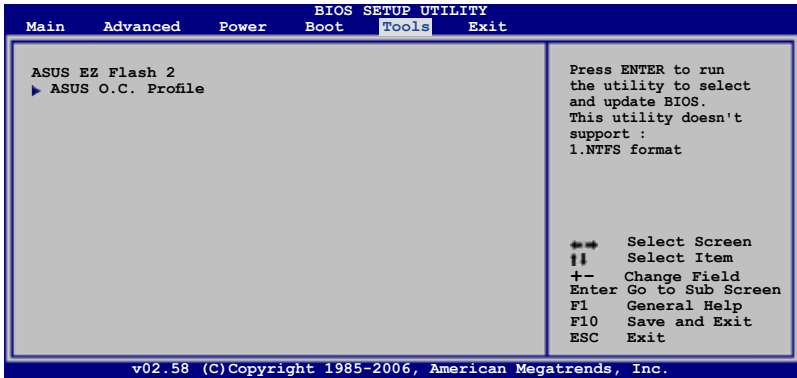 BIOS SETUP UTILITY
Main Advanced Power Boot Tools Exit
ASUS EZ Flash 2
ASUS O.C. Profile
Press ENTER to run
the utility to select
and update BIOS.
This utility doesn't
support :
1.NTFS format
Select Screen
Select Item
+- Change Field
Enter Go to Sub Screen
F1 General Help
F10 Save and Exit
ESC Exit
v02.58 (C)Copyright 1985-2006, American Megatrends, Inc.